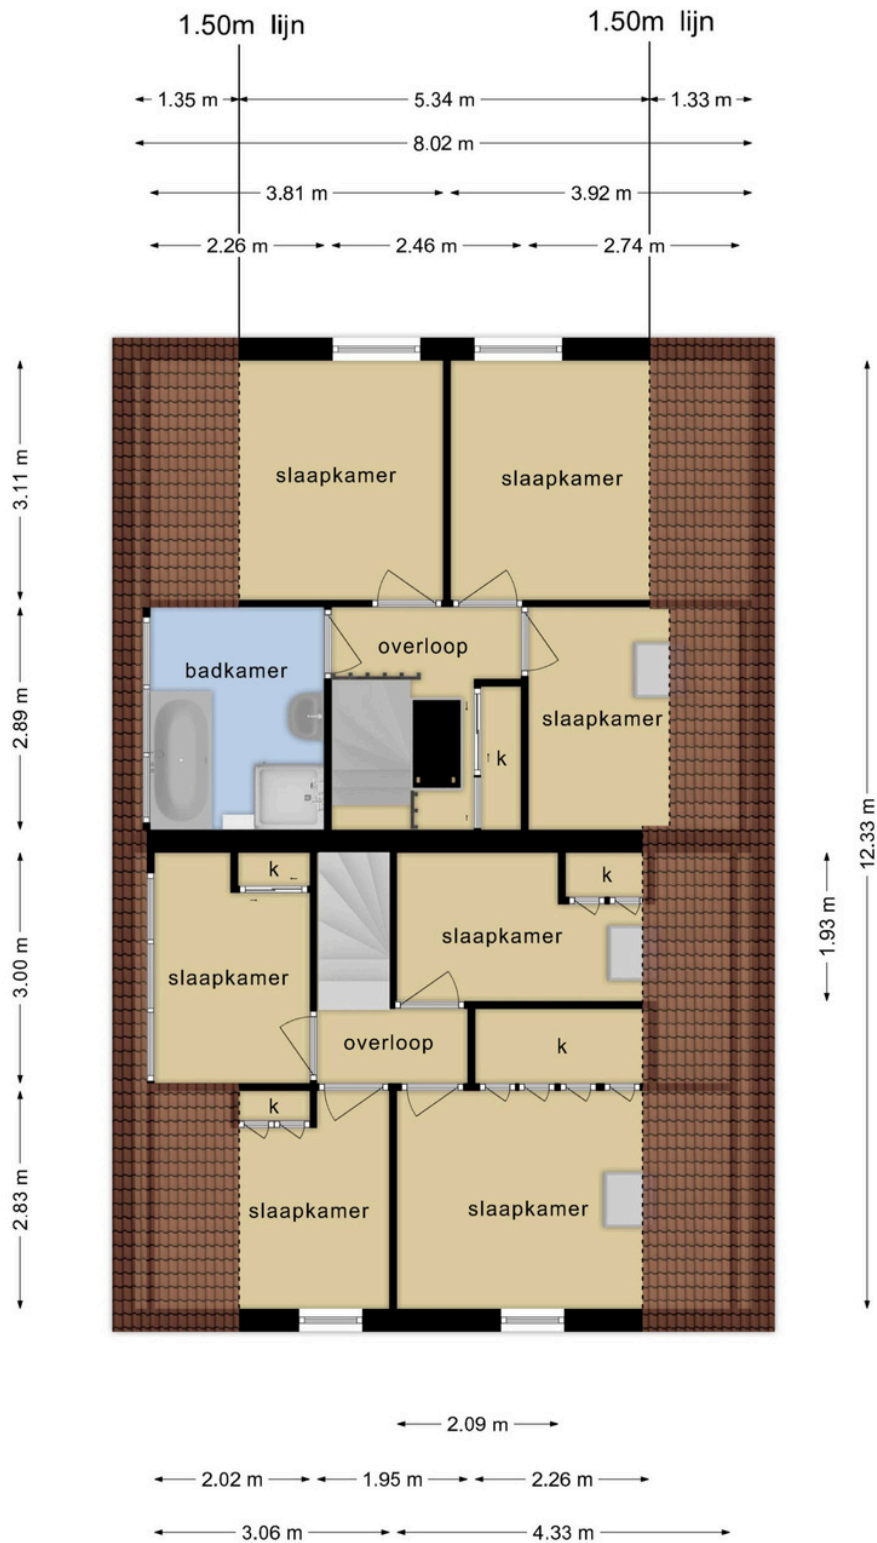 1.50m lijn
1.50m lijn
1.35 m
5.34 m
1.33 m
8.02 m
3.81 m
3.92 m
2.26 m
2.46 m
2.74 m
3.11 m
slaapkamer
slaapkamer
2.89 m
badkamer
overloop
slaapkamer
k
12.33 m
3.00 m
k
k
slaapkamer
1.93 m
slaapkamer
overloop
k
2.83 m
k
slaapkamer
slaapkamer
2.09 m
2.02 m
1.95 m
2.26 m
3.06 m
4.33 m